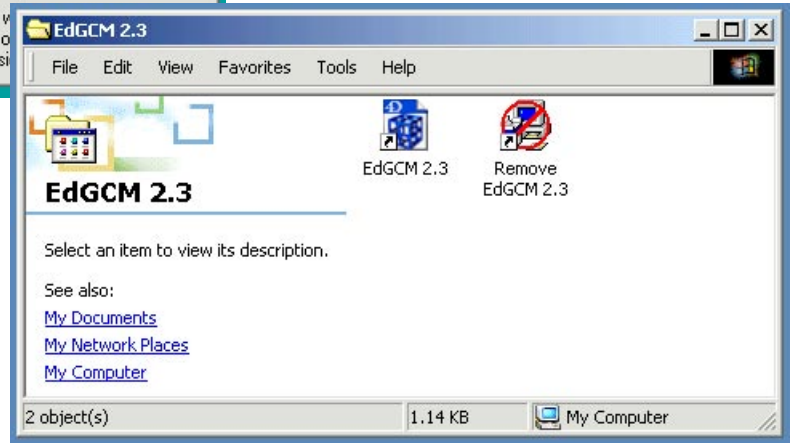 EdGCM 2.3
File Edit View Favorites Tools Help
4D
EdGCM 2.3
Remove
EdGCM 2.3
EdGCM 2.3
Select an item to view its description.
See also:
My Documents
My Network Places
My Computer
2 object(s) 1.14 KB My Computer